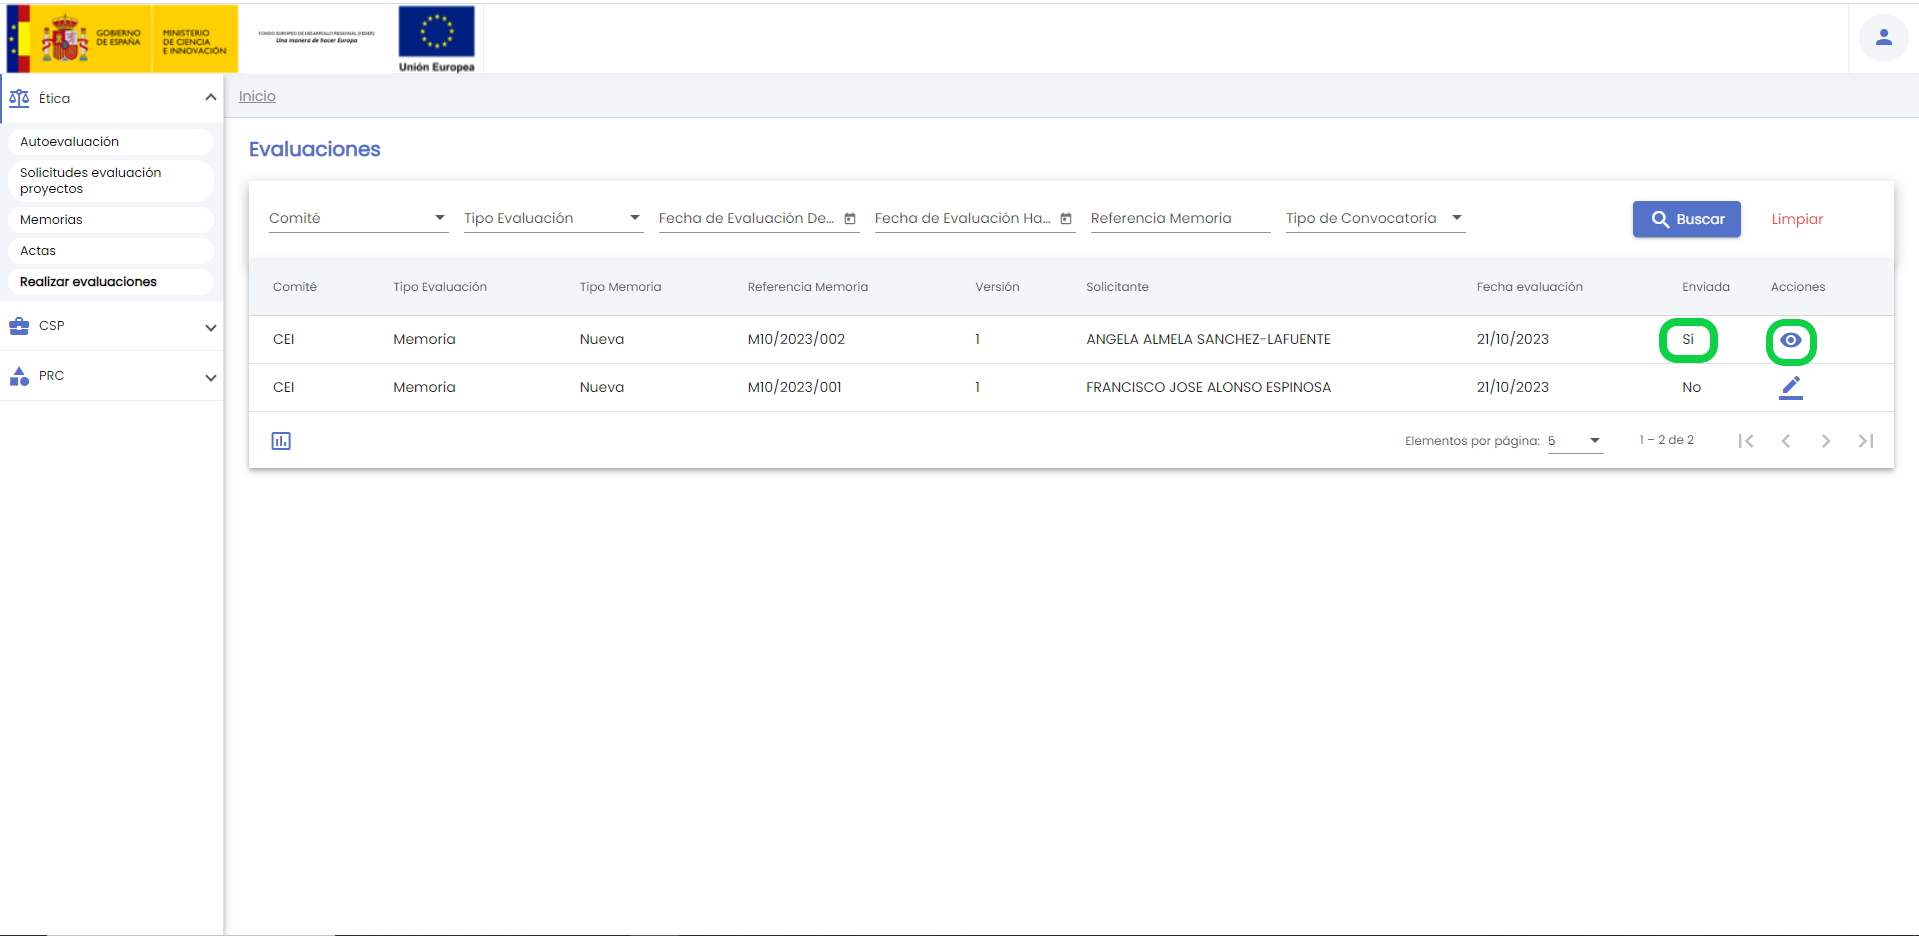 GOBIERNO
DE ESPAÑA
MINISTERIO
DE CIENCIA
E INNOVACIÓN
FONDO EUROPEO DE DESARROLLO REGIONAL (FEDER)
Una manera de hacer Europa
Unión Europea
Ética
Inicio
Autoevaluación
Solicitudes evaluación
proyectos
Memorias
Actas
Realizar evaluaciones
CSP
PRC
Evaluaciones
Comité Tipo Evaluación Fecha de Evaluación De... Fecha de Evaluación Ha... Referencia Memoria Tipo de Convocatoria Buscar Limpiar
Comité Tipo Evaluación Tipo Memoria Referencia Memoria Versión Solicitante Fecha evaluación Enviada Acciones
CEI Memoria Nueva M10/2023/002 1 ANGELA ALMELA SANCHEZ-LAFUENTE 21/10/2023 Sí
CEI Memoria Nueva M10/2023/001 1 FRANCISCO JOSE ALONSO ESPINOSA 21/10/2023 No
Elementos por página: 5 1 – 2 de 2